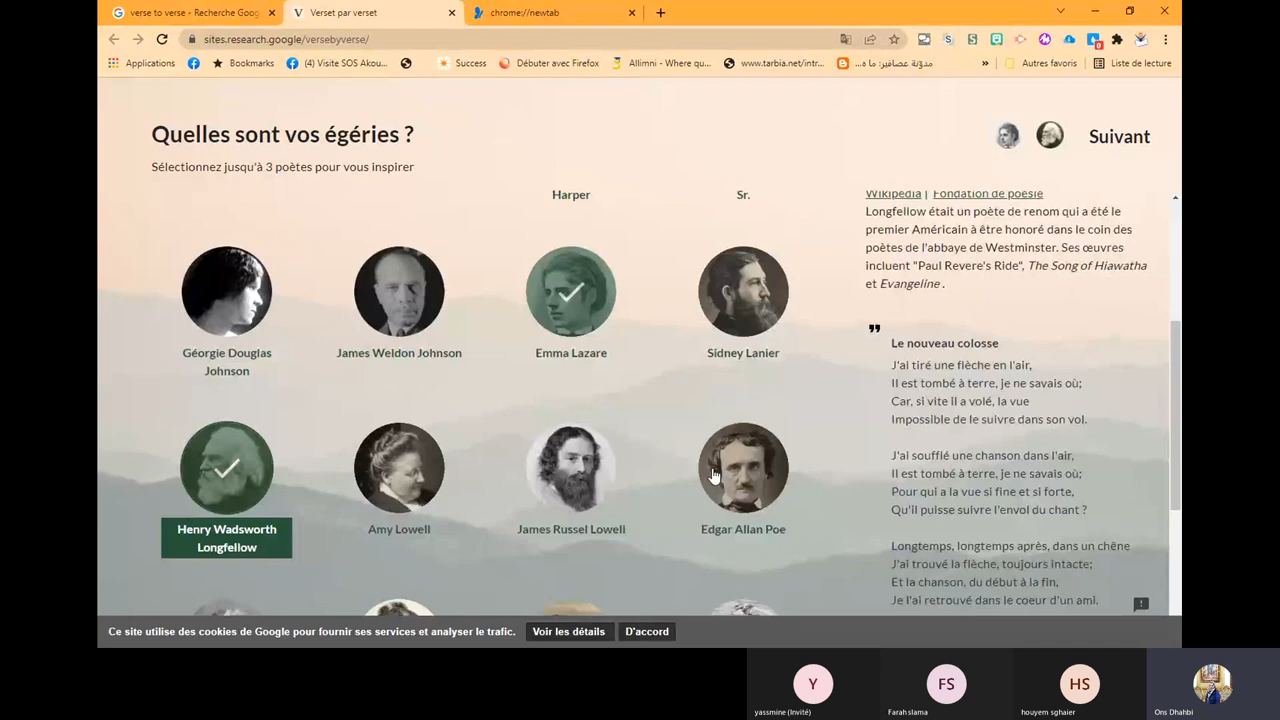 verse to verse - Recherche Goog
Verset par verset
chrome://newtab
sites.research.google/versebyverse/
Applications
Bookmarks
(4) Visite SOS Akou...
Success
Débuter avec Firefox
Allimni - Where qu...
www.tarbia.net/intr...
مدوّنة عصافير: ما ه...
»
Autres favoris
Liste de lecture
Quelles sont vos égéries ?
Suivant
Sélectionnez jusqu'à 3 poètes pour vous inspirer
Harper
Sr.
Géorgie Douglas
Johnson
James Weldon Johnson
Emma Lazare
Sidney Lanier
Henry Wadsworth
Longfellow
Amy Lowell
James Russel Lowell
Edgar Allan Poe
Wikipédia | Fondation de poésie
Longfellow était un poète de renom qui a été le
premier Américain à être honoré dans le coin des
poètes de l'abbaye de Westminster. Ses œuvres
incluent "Paul Revere's Ride", The Song of Hiawatha
et Evangeline .
Le nouveau colosse
J'ai tiré une flèche en l'air,
Il est tombé à terre, je ne savais où;
Car, si vite il a volé, la vue
Impossible de le suivre dans son vol.
J'ai soufflé une chanson dans l'air,
Il est tombé à terre, je ne savais où;
Pour qui a la vue si fine et si forte,
Qu'il puisse suivre l'envol du chant ?
Longtemps, longtemps après, dans un chêne
J'ai trouvé la flèche, toujours intacte;
Et la chanson, du début à la fin,
Je l'ai retrouvé dans le coeur d'un ami.
Ce site utilise des cookies de Google pour fournir ses services et analyser le trafic.
Voir les détails
D'accord
Y
yassmine (Invité)
FS
Farah slama
HS
houyem sghaier
Ons Dhahbi